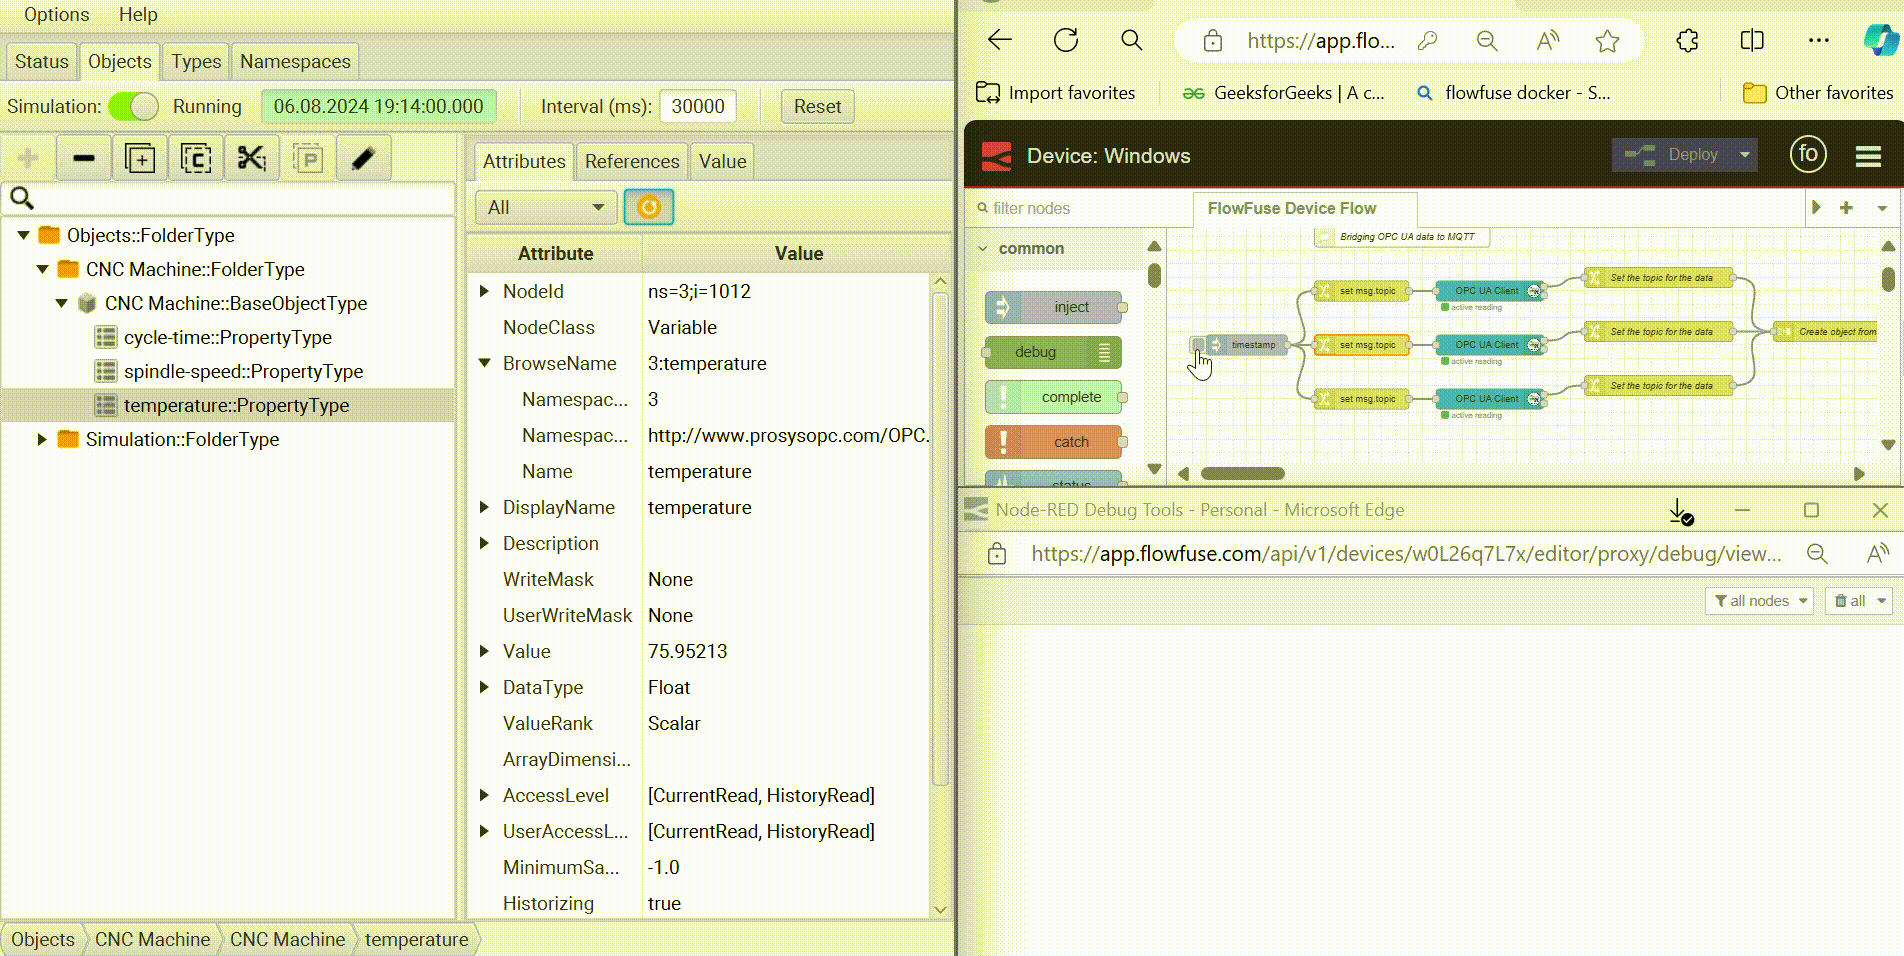 Options Help
Status Objects Types Namespaces
Simulation: Running 06.08.2024 19:14:00.000 Interval (ms): 30000 Reset
Objects::FolderType
CNC Machine::FolderType
CNC Machine::BaseObjectType
cycle-time::PropertyType
spindle-speed::PropertyType
temperature::PropertyType
Simulation::FolderType
Objects CNC Machine CNC Machine temperature
Attributes References Value
All
Attribute Value
NodeId ns=3;i=1012
NodeClass Variable
BrowseName 3:temperature
Namespac... 3
Namespac... http://www.prosysopc.com/OPC.
Name temperature
DisplayName temperature
Description
WriteMask None
UserWriteMask None
Value 75.95213
DataType Float
ValueRank Scalar
ArrayDimensi...
AccessLevel [CurrentRead, HistoryRead]
UserAccessL... [CurrentRead, HistoryRead]
MinimumSa... -1.0
Historizing true
https://app.flo...
Import favorites GeeksforGeeks | A c... flowfuse docker - S... Other favorites
Device: Windows Deploy fo
filter nodes FlowFuse Device Flow
common
inject
debug
complete
catch
status
Bridging OPC UA data to MQTT
set msg.topic OPC UA Client Set the topic for the data
active reading
timestamp set msg.topic OPC UA Client Set the topic for the data Create object from
active reading
set msg.topic OPC UA Client Set the topic for the data
active reading
Node-RED Debug Tools - Personal - Microsoft Edge
https://app.flowfuse.com/api/v1/devices/w0L26q7L7x/editor/proxy/debug/view...
all nodes all